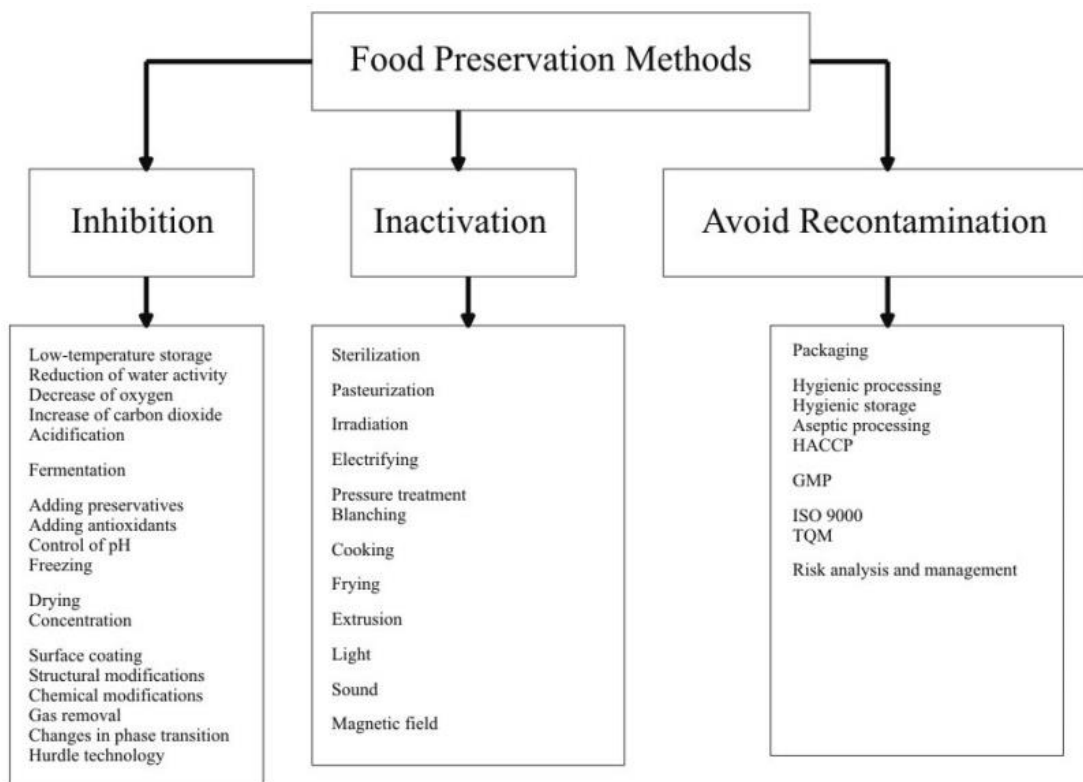 Food Preservation Methods
Inhibition
Inactivation
Avoid Recontamination
Low-temperature storage
Reduction of water activity
Decrease of oxygen
Increase of carbon dioxide
Acidification
Fermentation
Adding preservatives
Adding antioxidants
Control of pH
Freezing
Drying
Concentration
Surface coating
Structural modifications
Chemical modifications
Gas removal
Changes in phase transition
Hurdle technology
Sterilization
Pasteurization
Irradiation
Electrifying
Pressure treatment
Blanching
Cooking
Frying
Extrusion
Light
Sound
Magnetic field
Packaging
Hygienic processing
Hygienic storage
Aseptic processing
HACCP
GMP
ISO 9000
TQM
Risk analysis and management